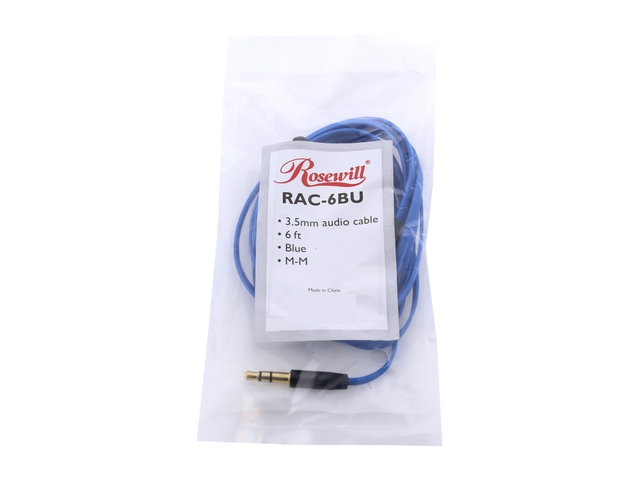 Rosewill®
RAC-6BU
• 3.5mm audio cable
• 6 ft
• Blue
• M-M
Made in China